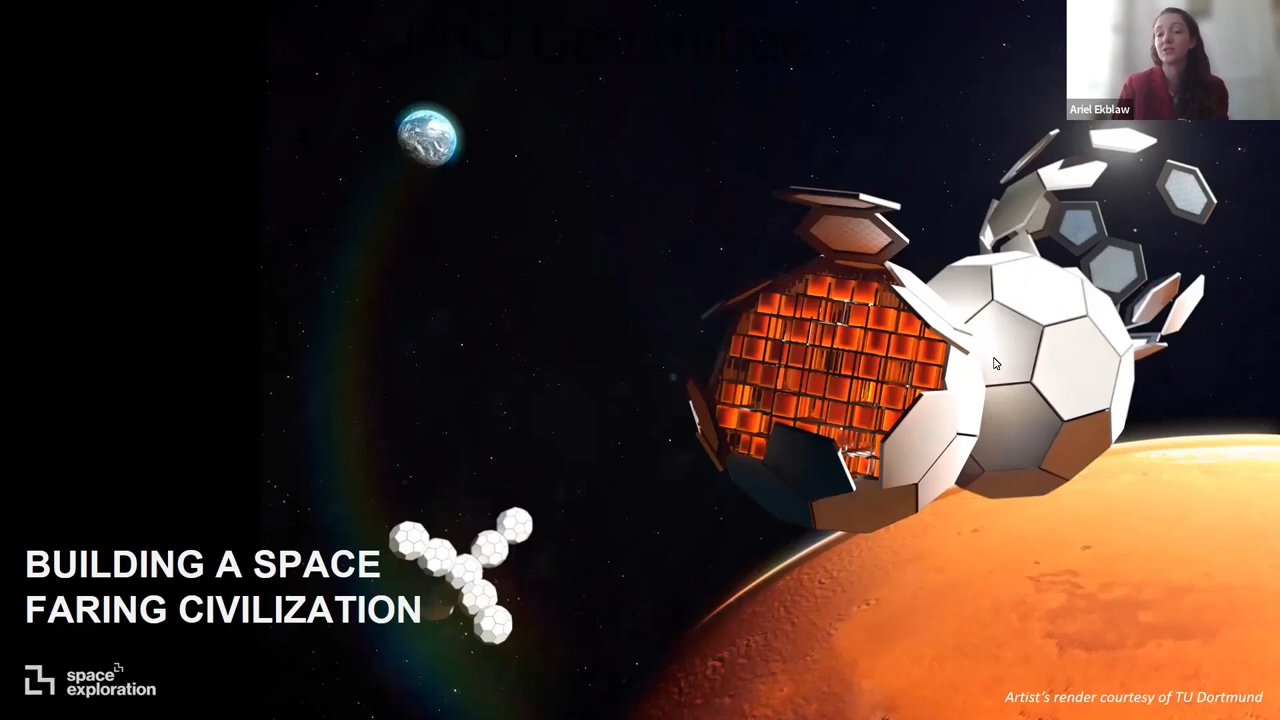 Ariel Ekblaw
BUILDING A SPACE
FARING CIVILIZATION
space
exploration
Artist's render courtesy of TU Dortmund